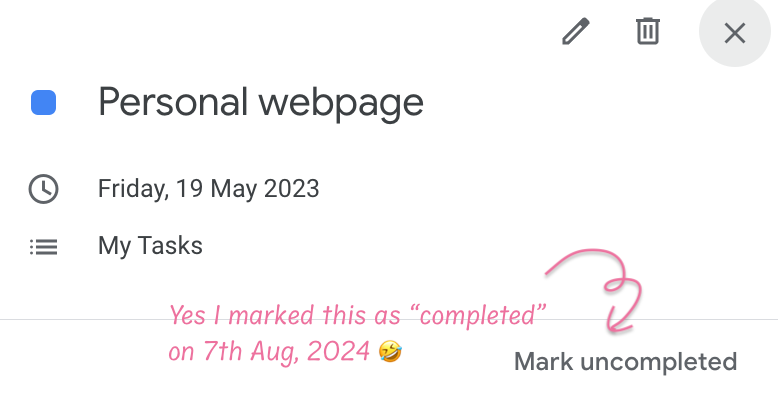 Personal webpage
Friday, 19 May 2023
My Tasks
Yes I marked this as “completed”
on 7th Aug, 2024 🤣
Mark uncompleted